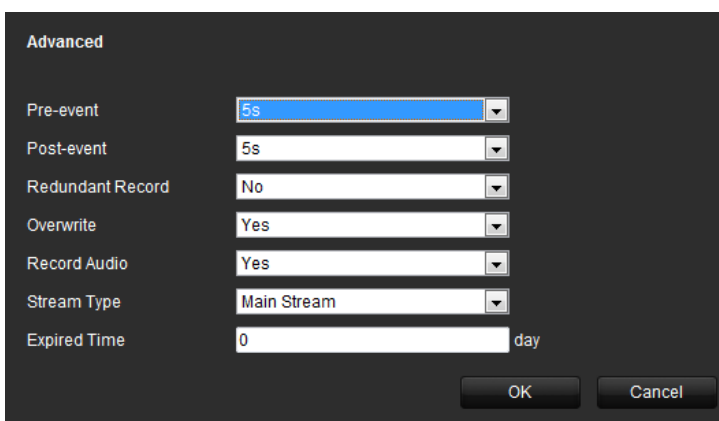 Advanced
Pre-event 5s
Post-event 5s
Redundant Record No
Overwrite Yes
Record Audio Yes
Stream Type Main Stream
Expired Time 0 day
OK Cancel